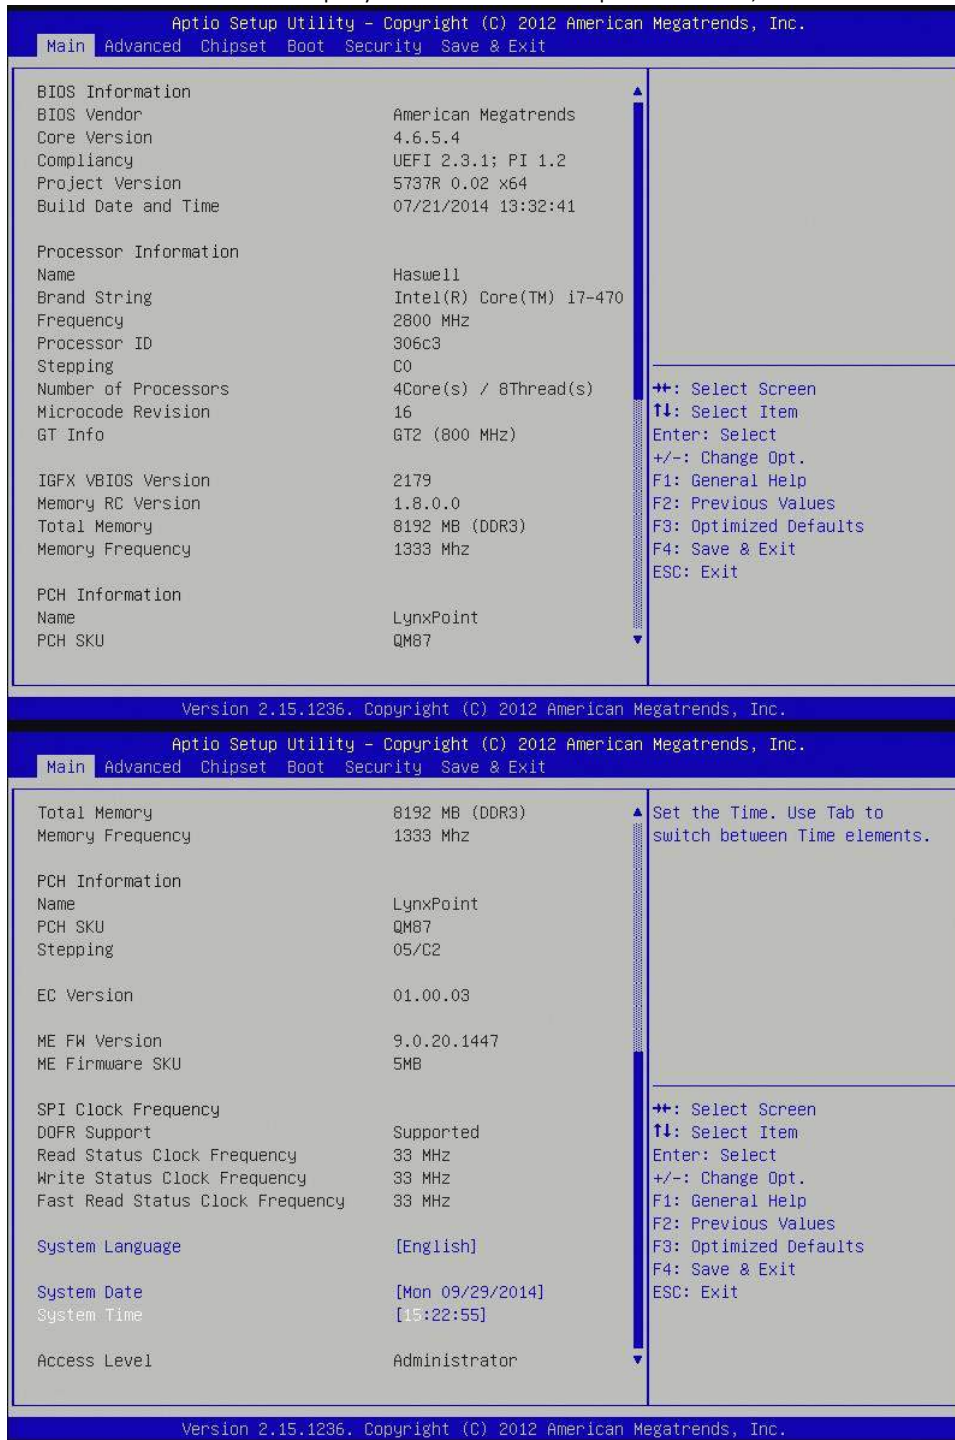 Aptio Setup Utility – Copyright (C) 2012 American Megatrends, Inc.
Main Advanced Chipset Boot Security Save & Exit
BIOS Information
BIOS Vendor American Megatrends
Core Version 4.6.5.4
Compliancy UEFI 2.3.1; PI 1.2
Project Version 5737R 0.02 x64
Build Date and Time 07/21/2014 13:32:41
Processor Information
Name Haswell
Brand String Intel(R) Core(TM) i7-470
Frequency 2800 MHz
Processor ID 306c3
Stepping C0
Number of Processors 4Core(s) / 8Thread(s)
Microcode Revision 16
GT Info GT2 (800 MHz)
IGFX VBIOS Version 2179
Memory RC Version 1.8.0.0
Total Memory 8192 MB (DDR3)
Memory Frequency 1333 Mhz
PCH Information
Name LynxPoint
PCH SKU QM87
→←: Select Screen
↑↓: Select Item
Enter: Select
+/-: Change Opt.
F1: General Help
F2: Previous Values
F3: Optimized Defaults
F4: Save & Exit
ESC: Exit
Version 2.15.1236. Copyright (C) 2012 American Megatrends, Inc.
Aptio Setup Utility – Copyright (C) 2012 American Megatrends, Inc.
Main Advanced Chipset Boot Security Save & Exit
Total Memory 8192 MB (DDR3)
Memory Frequency 1333 Mhz
PCH Information
Name LynxPoint
PCH SKU QM87
Stepping 05/C2
EC Version 01.00.03
ME FW Version 9.0.20.1447
ME Firmware SKU 5MB
SPI Clock Frequency
DOFR Support Supported
Read Status Clock Frequency 33 MHz
Write Status Clock Frequency 33 MHz
Fast Read Status Clock Frequency 33 MHz
System Language [English]
System Date [Mon 09/29/2014]
System Time [15:22:55]
Access Level Administrator
Set the Time. Use Tab to
switch between Time elements.
→←: Select Screen
↑↓: Select Item
Enter: Select
+/-: Change Opt.
F1: General Help
F2: Previous Values
F3: Optimized Defaults
F4: Save & Exit
ESC: Exit
Version 2.15.1236. Copyright (C) 2012 American Megatrends, Inc.